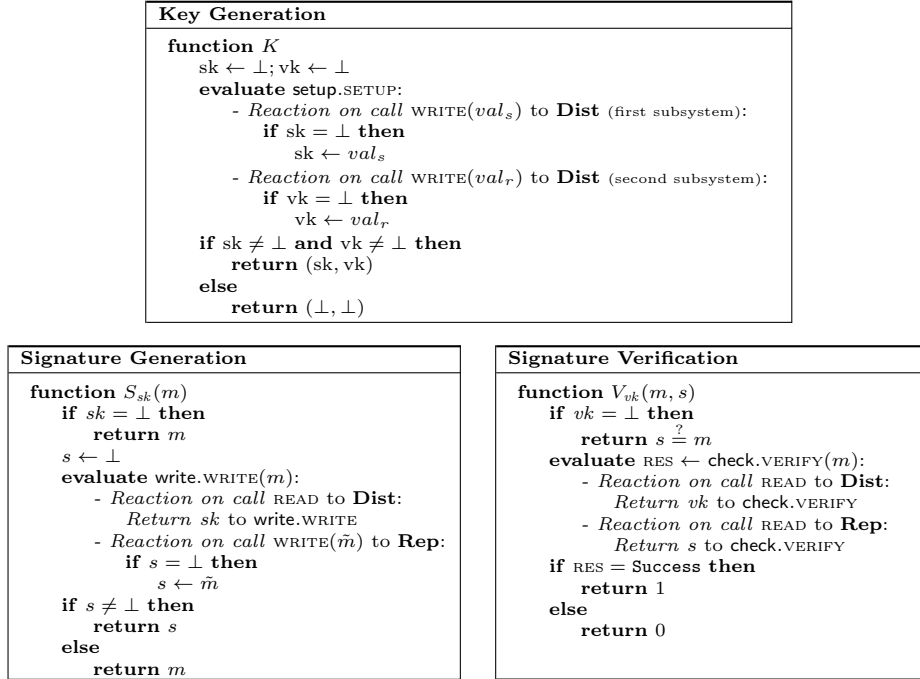 Key Generation
function K
sk ← ⊥; vk ← ⊥
evaluate setup.SETUP:
- Reaction on call WRITE(valₛ) to Dist (first subsystem):
if sk = ⊥ then
sk ← valₛ
- Reaction on call WRITE(valᵣ) to Dist (second subsystem):
if vk = ⊥ then
vk ← valᵣ
if sk ≠ ⊥ and vk ≠ ⊥ then
return (sk, vk)
else
return (⊥, ⊥)
Signature Generation
function S_sk(m)
if sk = ⊥ then
return m
s ← ⊥
evaluate write.WRITE(m):
- Reaction on call READ to Dist:
Return sk to write.WRITE
- Reaction on call WRITE(m̃) to Rep:
if s = ⊥ then
s ← m̃
if s ≠ ⊥ then
return s
else
return m
Signature Verification
function V_vk(m, s)
if vk = ⊥ then
return s ≟ m
evaluate RES ← check.VERIFY(m):
- Reaction on call READ to Dist:
Return vk to check.VERIFY
- Reaction on call READ to Rep:
Return s to check.VERIFY
if RES = Success then
return 1
else
return 0